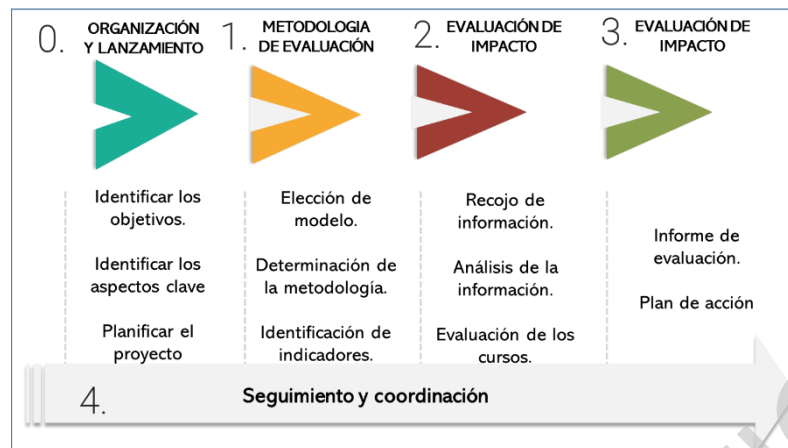 0. ORGANIZACIÓN
Y LANZAMIENTO
1. METODOLOGIA
DE EVALUACIÓN
2. EVALUACIÓN DE
IMPACTO
3. EVALUACIÓN DE
IMPACTO
Identificar los
objetivos.
Identificar los
aspectos clave
Planificar el
proyecto
Elección de
modelo.
Determinación de
la metodología.
Identificación de
indicadores.
Recojo de
información.
Análisis de la
información.
Evaluación de los
cursos.
Informe de
evaluación.
Plan de acción
4. Seguimiento y coordinación